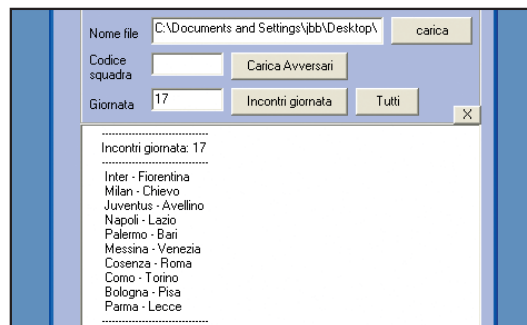 Nome file C:\Documents and Settings\jbb\Desktop\ carica
Codice squadra Carica Avversari
Giornata 17 Incontri giornata Tutti
X
--------------------------------
Incontri giornata: 17
--------------------------------
Inter - Fiorentina
Milan - Chievo
Juventus - Avellino
Napoli - Lazio
Palermo - Bari
Messina - Venezia
Cosenza - Roma
Como - Torino
Bologna - Pisa
Parma - Lecce
--------------------------------